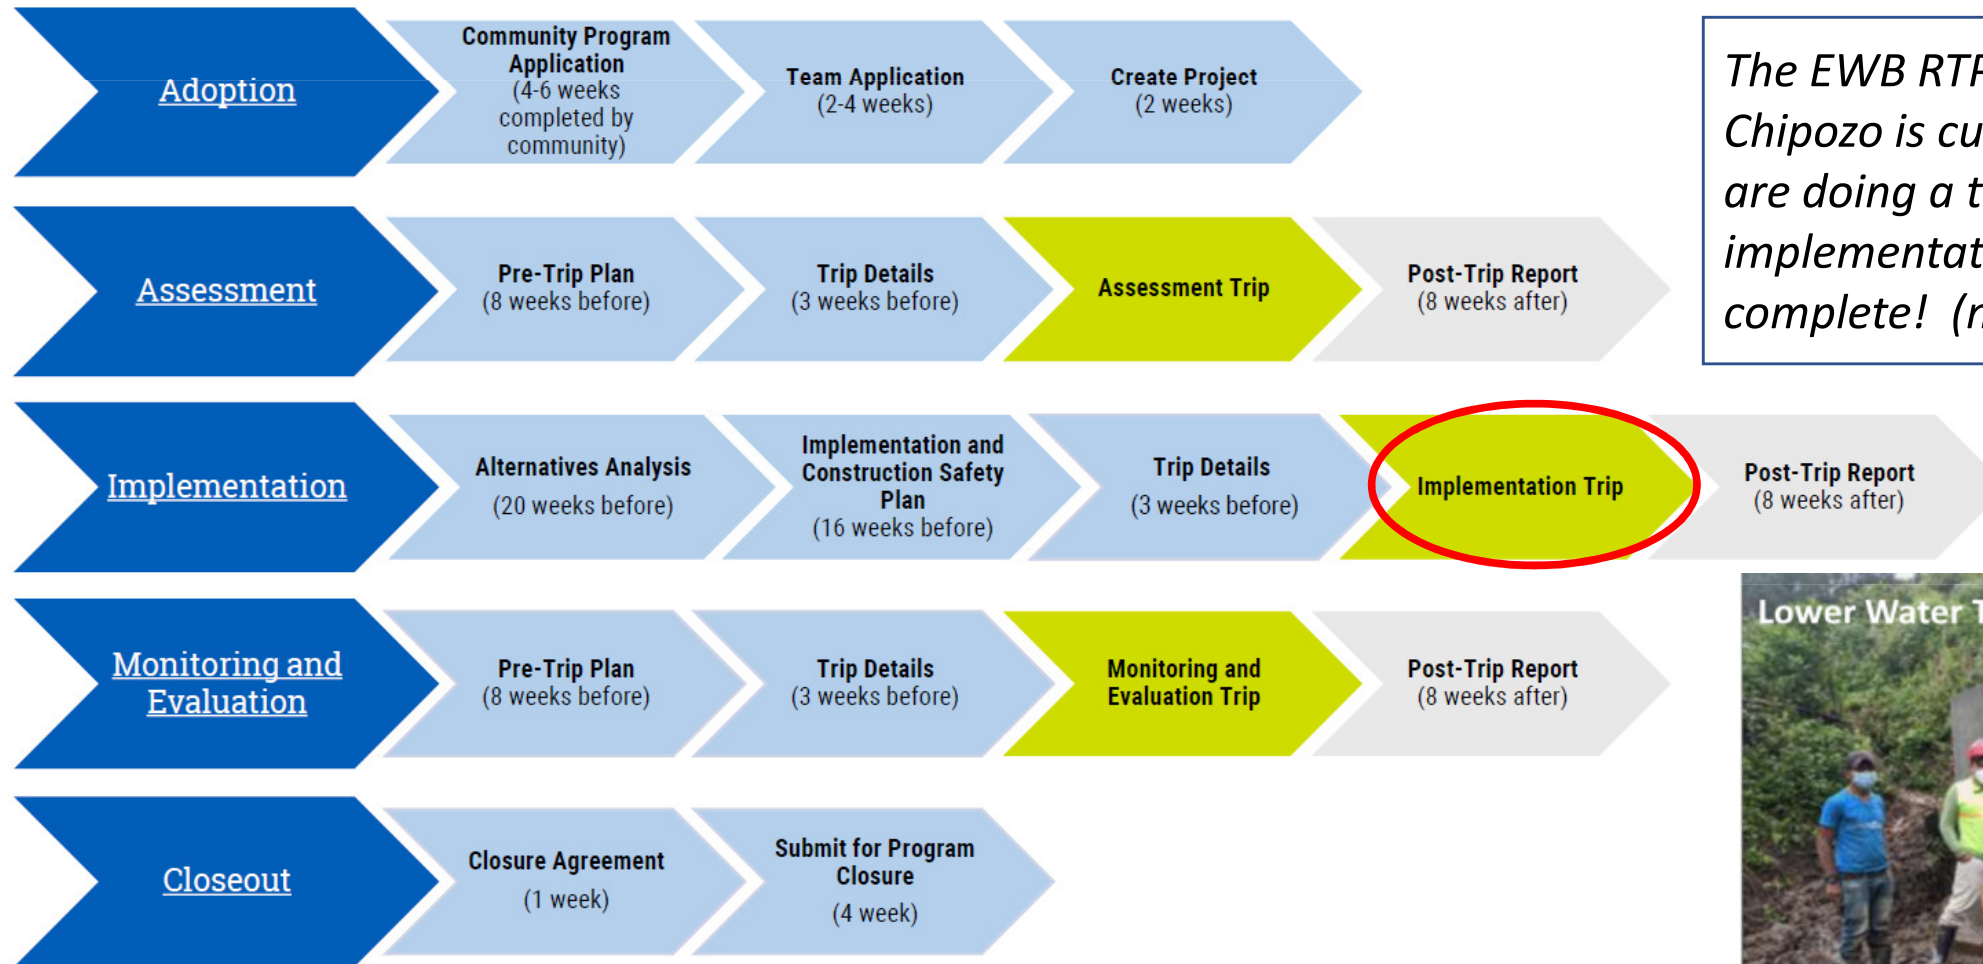 Adoption
Community Program
Application
(4-6 weeks
completed by
community)
Team Application
(2-4 weeks)
Create Project
(2 weeks)
The EWB
Chipozo is
are doing a
complete!
Assessment
Pre-Trip Plan
(8 weeks before)
Trip Details
(3 weeks before)
Assessment Trip
Post-Trip Report
(8 weeks after)
Implementation
Alternatives Analysis
(20 weeks before)
Implementation and
Construction Safety
Plan
(16 weeks before)
Trip Details
(3 weeks before)
Implementation Trip
Post-Trip Report
(8 weeks after)
Monitoring and
Evaluation
Pre-Trip Plan
(8 weeks before)
Trip Details
(3 weeks before)
Monitoring and
Evaluation Trip
Post-Trip Report
(8 weeks after)
Lower Water
Closeout
Closure Agreement
(1 week)
Submit for Program
Closure
(4 week)